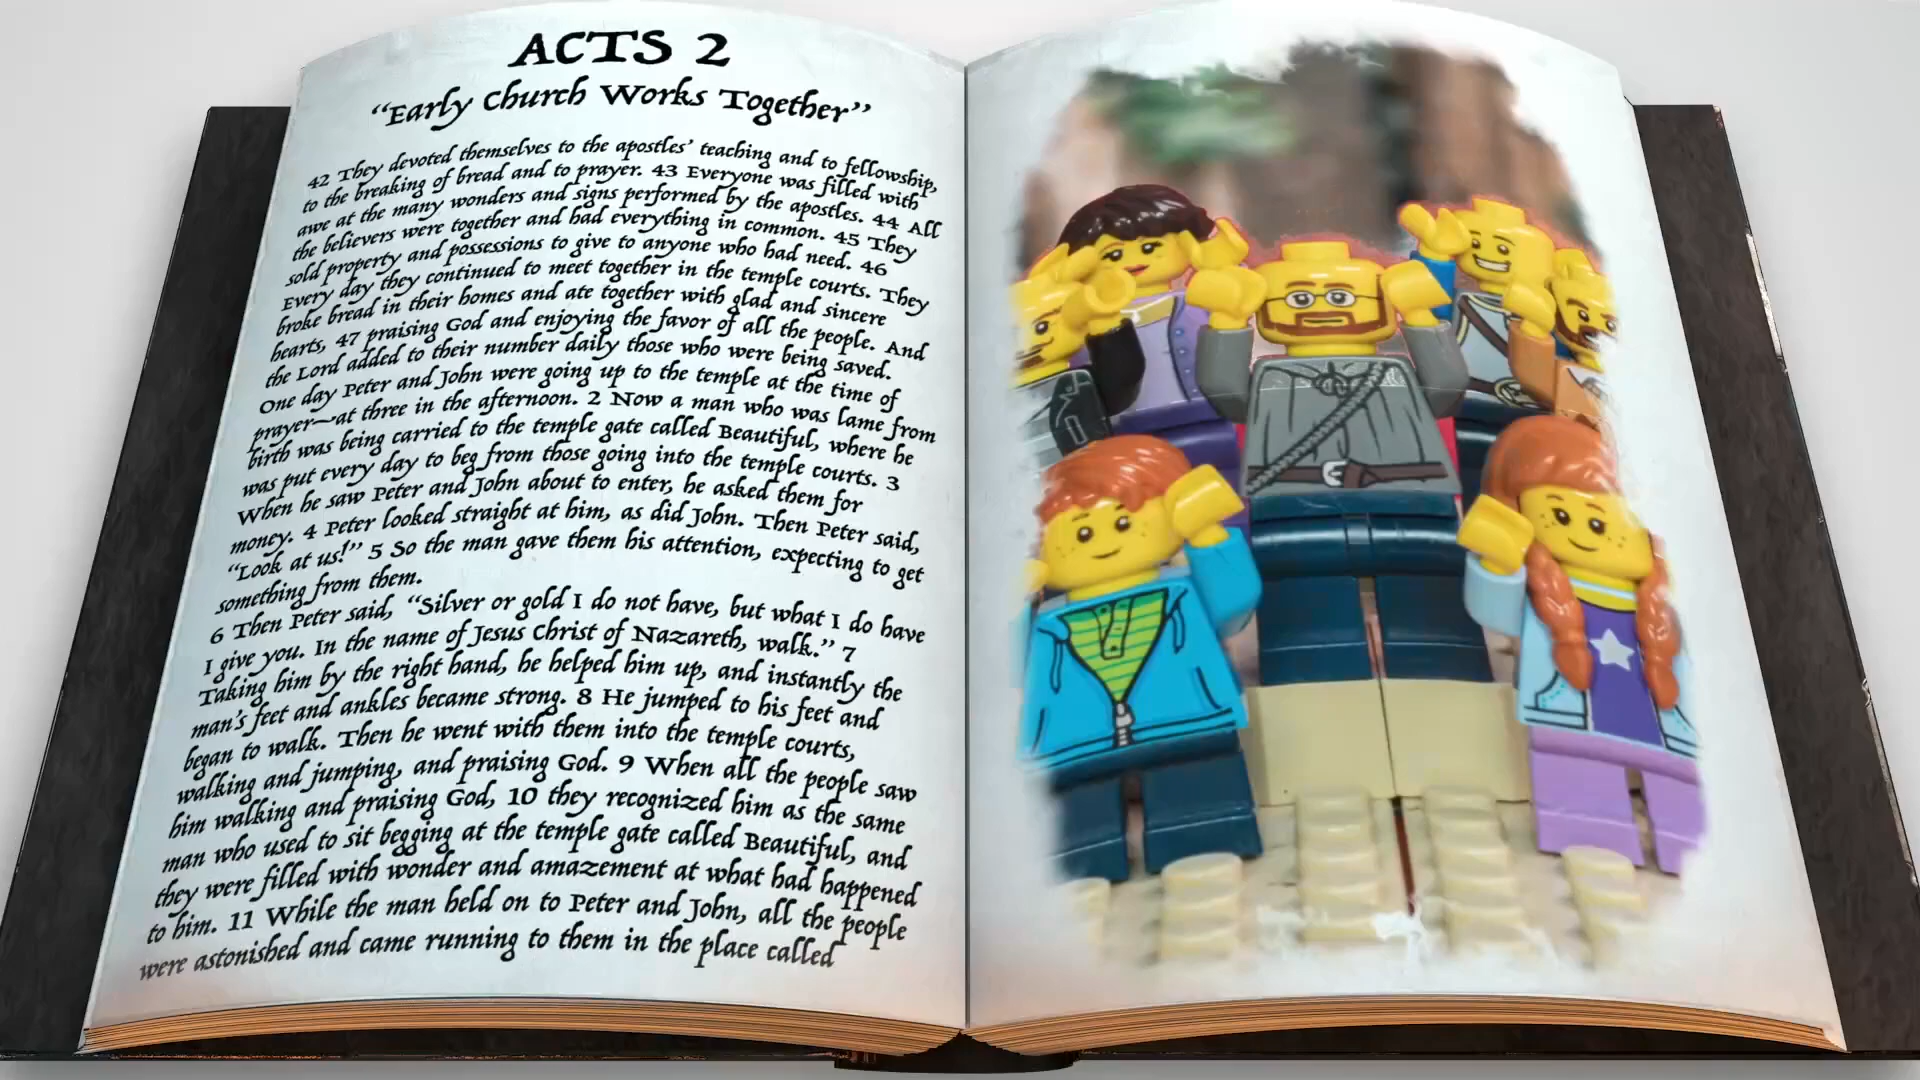 ACTS 2
“Early Church Works Together”
42 They devoted themselves to the apostles’ teaching and to fellowship,
to the breaking of bread and to prayer. 43 Everyone was filled with
awe at the many wonders and signs performed by the apostles. 44 All
the believers were together and had everything in common. 45 They
sold property and possessions to give to anyone who had need. 46
Every day they continued to meet together in the temple courts. They
broke bread in their homes and ate together with glad and sincere
hearts, 47 praising God and enjoying the favor of all the people. And
the Lord added to their number daily those who were being saved.
One day Peter and John were going up to the temple at the time of
prayer—at three in the afternoon. 2 Now a man who was lame from
birth was being carried to the temple gate called Beautiful, where he
was put every day to beg from those going into the temple courts. 3
When he saw Peter and John about to enter, he asked them for
money. 4 Peter looked straight at him, as did John. Then Peter said,
“Look at us!” 5 So the man gave them his attention, expecting to get
something from them.
6 Then Peter said, “Silver or gold I do not have, but what I do have
I give you. In the name of Jesus Christ of Nazareth, walk.” 7
Taking him by the right hand, he helped him up, and instantly the
man’s feet and ankles became strong. 8 He jumped to his feet and
began to walk. Then he went with them into the temple courts,
walking and jumping, and praising God. 9 When all the people saw
him walking and praising God, 10 they recognized him as the same
man who used to sit begging at the temple gate called Beautiful, and
they were filled with wonder and amazement at what had happened
to him. 11 While the man held on to Peter and John, all the people
were astonished and came running to them in the place called